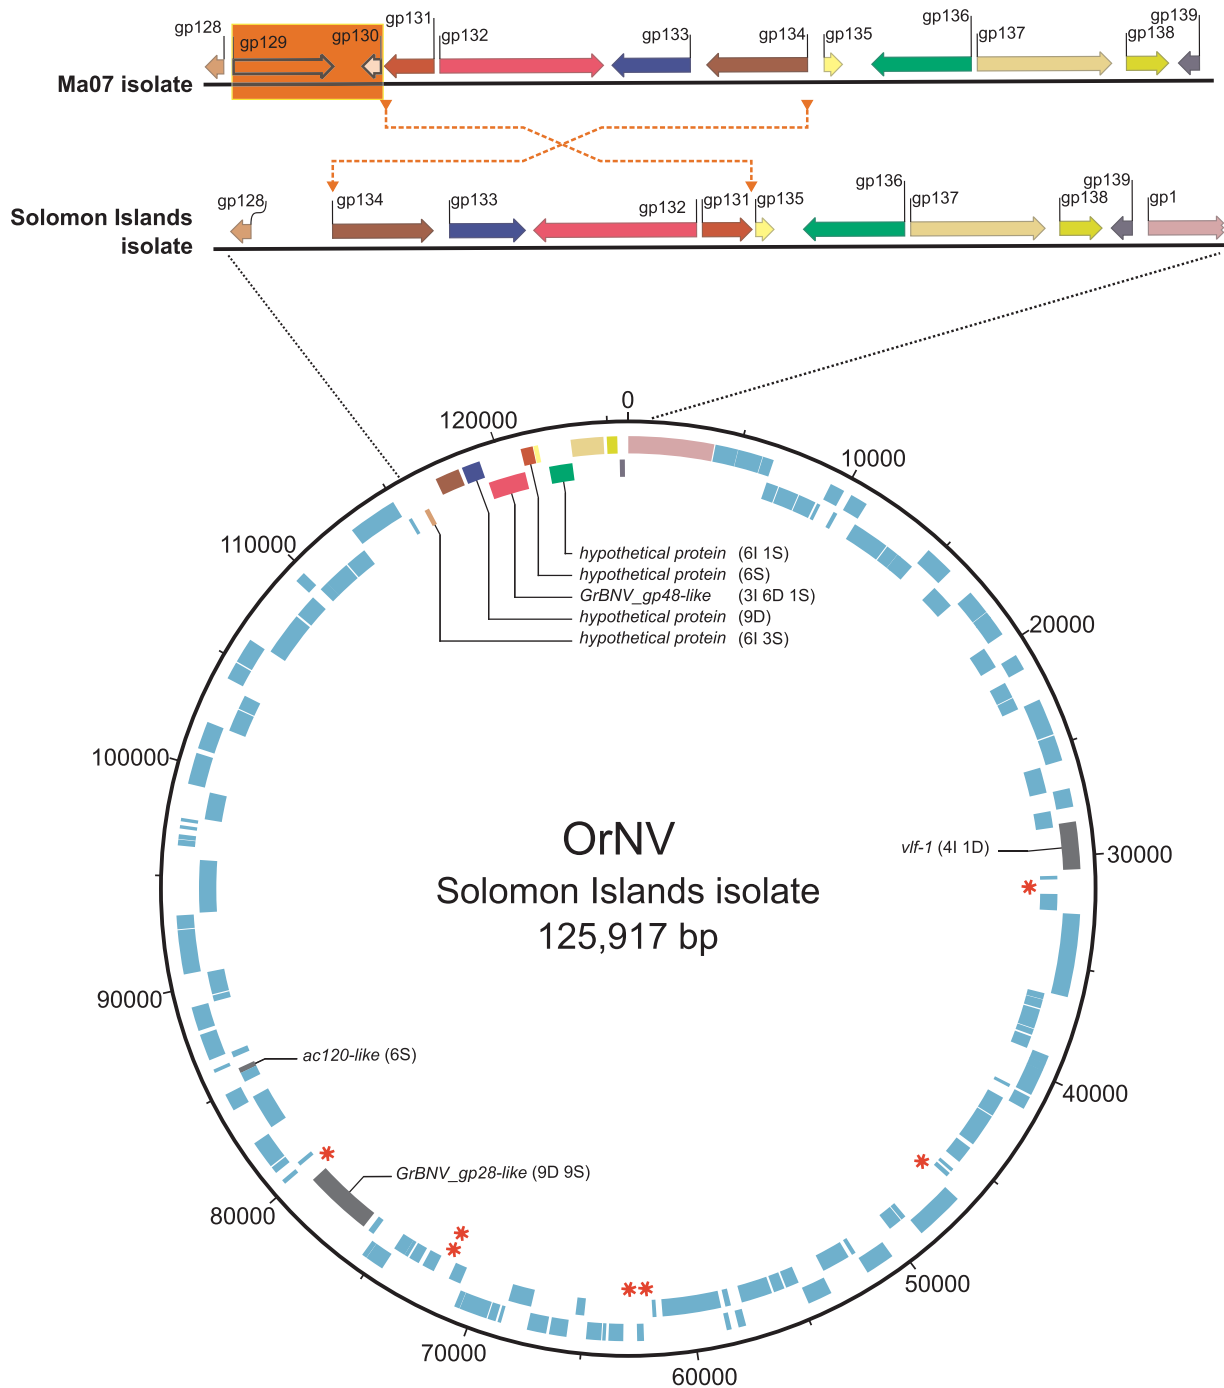 gp128
gp129
gp130
gp131
gp132
gp133
gp134
gp135
gp136
gp137
gp138
gp139
Ma07 isolate
gp128
gp134
gp133
gp132
gp131
gp135
gp136
gp137
gp138
gp139
gp1
Solomon Islands
isolate
0
10000
20000
30000
40000
50000
60000
70000
80000
90000
100000
110000
120000
hypothetical protein (6I 1S)
hypothetical protein (6S)
GrBNV_gp48-like (3I 6D 1S)
hypothetical protein (9D)
hypothetical protein (6I 3S)
vlf-1 (4I 1D)
*
*
**
*
*
*
GrBNV_gp28-like (9D 9S)
ac120-like (6S)
OrNV
Solomon Islands isolate
125,917 bp